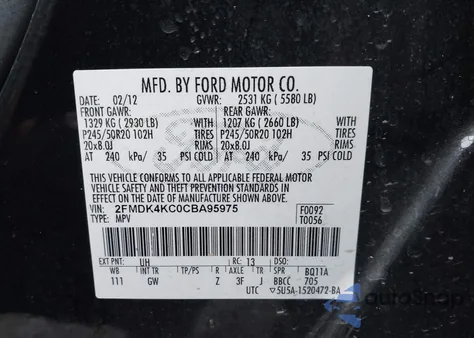 MFD. BY FORD MOTOR CO.
DATE: 02/12 GVWR: 2531 KG ( 5580 LB)
FRONT GAWR: REAR GAWR:
1329 KG ( 2930 LB) WITH 1207 KG ( 2660 LB) WITH
P245/50R20 102H TIRES P245/50R20 102H TIRES
20x8.0J RIMS 20x8.0J RIMS
AT 240 kPa/ 35 PSI COLD AT 240 kPa/ 35 PSI COLD
THIS VEHICLE CONFORMS TO ALL APPLICABLE FEDERAL MOTOR
VEHICLE SAFETY AND THEFT PREVENTION STANDARDS IN
EFFECT ON THE DATE OF MANUFACTURE SHOWN ABOVE.
VIN: 2FMDK4KC0CBA95975 F0092
TYPE: MPV T0056
EXT PNT: UH RC: 13 DSO:
WB INT TR TP/PS R AXLE TR SPR BQ11A
111 GW Z 3F J BBCC 705
UTC ▽5U5A-1520472-BA
AutoSnap